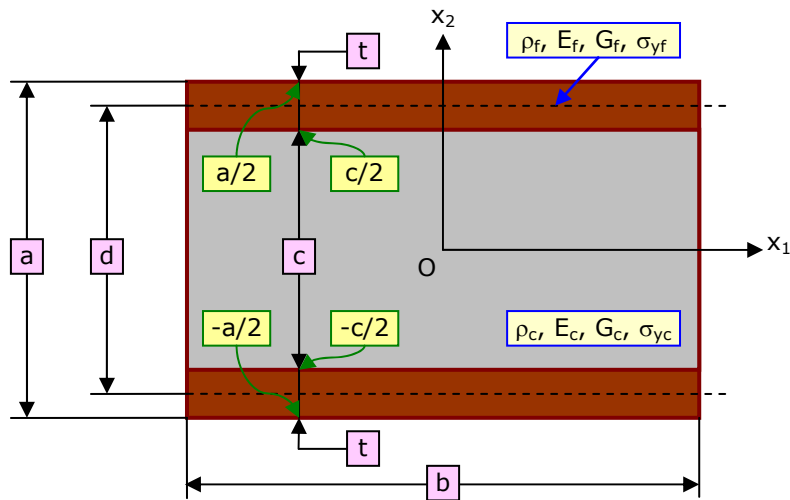 x₂
t
ρf, Ef, Gf, σyf
a/2
c/2
a
d
c
x₁
O
-a/2
-c/2
ρc, Ec, Gc, σyc
t
b